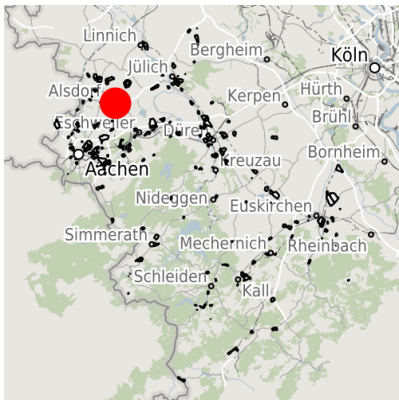 Linnich
Bergheim
Köln
Jülich
Alsdorf
Kerpen
Hürth
Eschweiler
Düren
Brühl
Kreuzau
Bornheim
Aachen
Nideggen
Euskirchen
Simmerath
Mechernich
Rheinbach
Schleiden
Kall